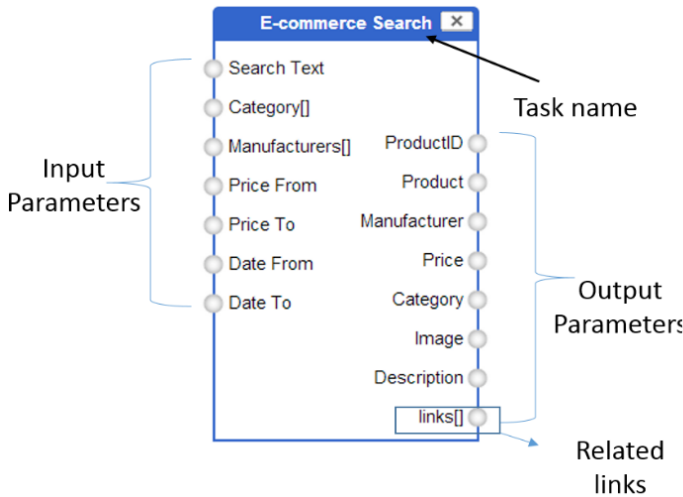 E-commerce Search
Search Text
Category[]
Manufacturers[]
Price From
Price To
Date From
Date To
ProductID
Product
Manufacturer
Price
Category
Image
Description
links[]
Input
Parameters
Task name
Output
Parameters
Related
links